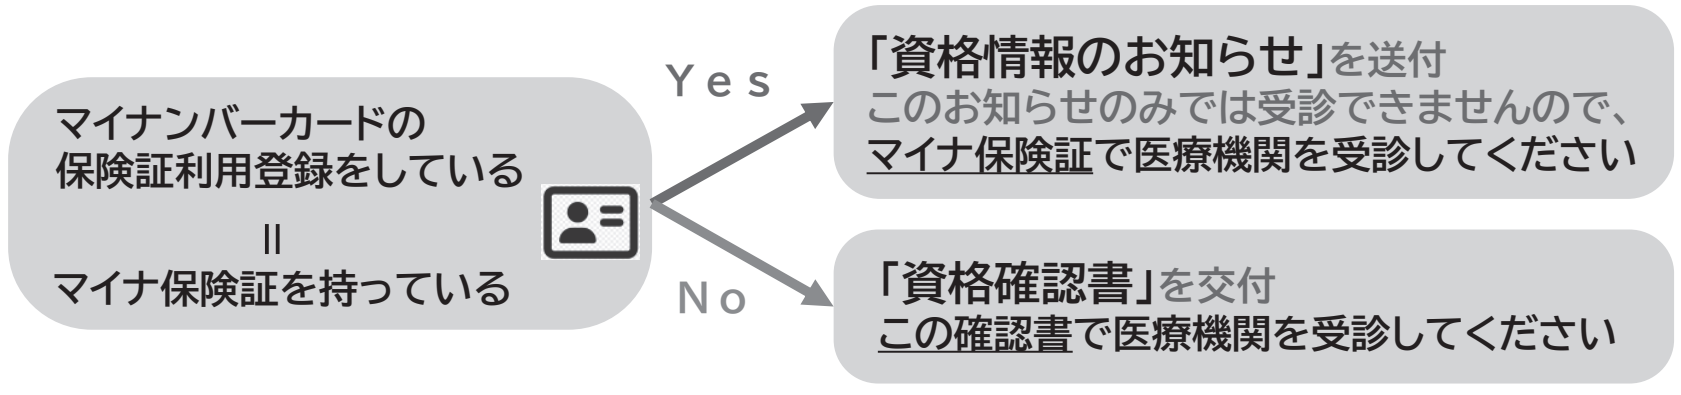 マイナンバーカードの
保険証利用登録をしている
||
マイナ保険証を持っている
Yes
「資格情報のお知らせ」を送付
このお知らせのみでは受診できませんので、
マイナ保険証で医療機関を受診してください
No
「資格確認書」を交付
この確認書で医療機関を受診してください